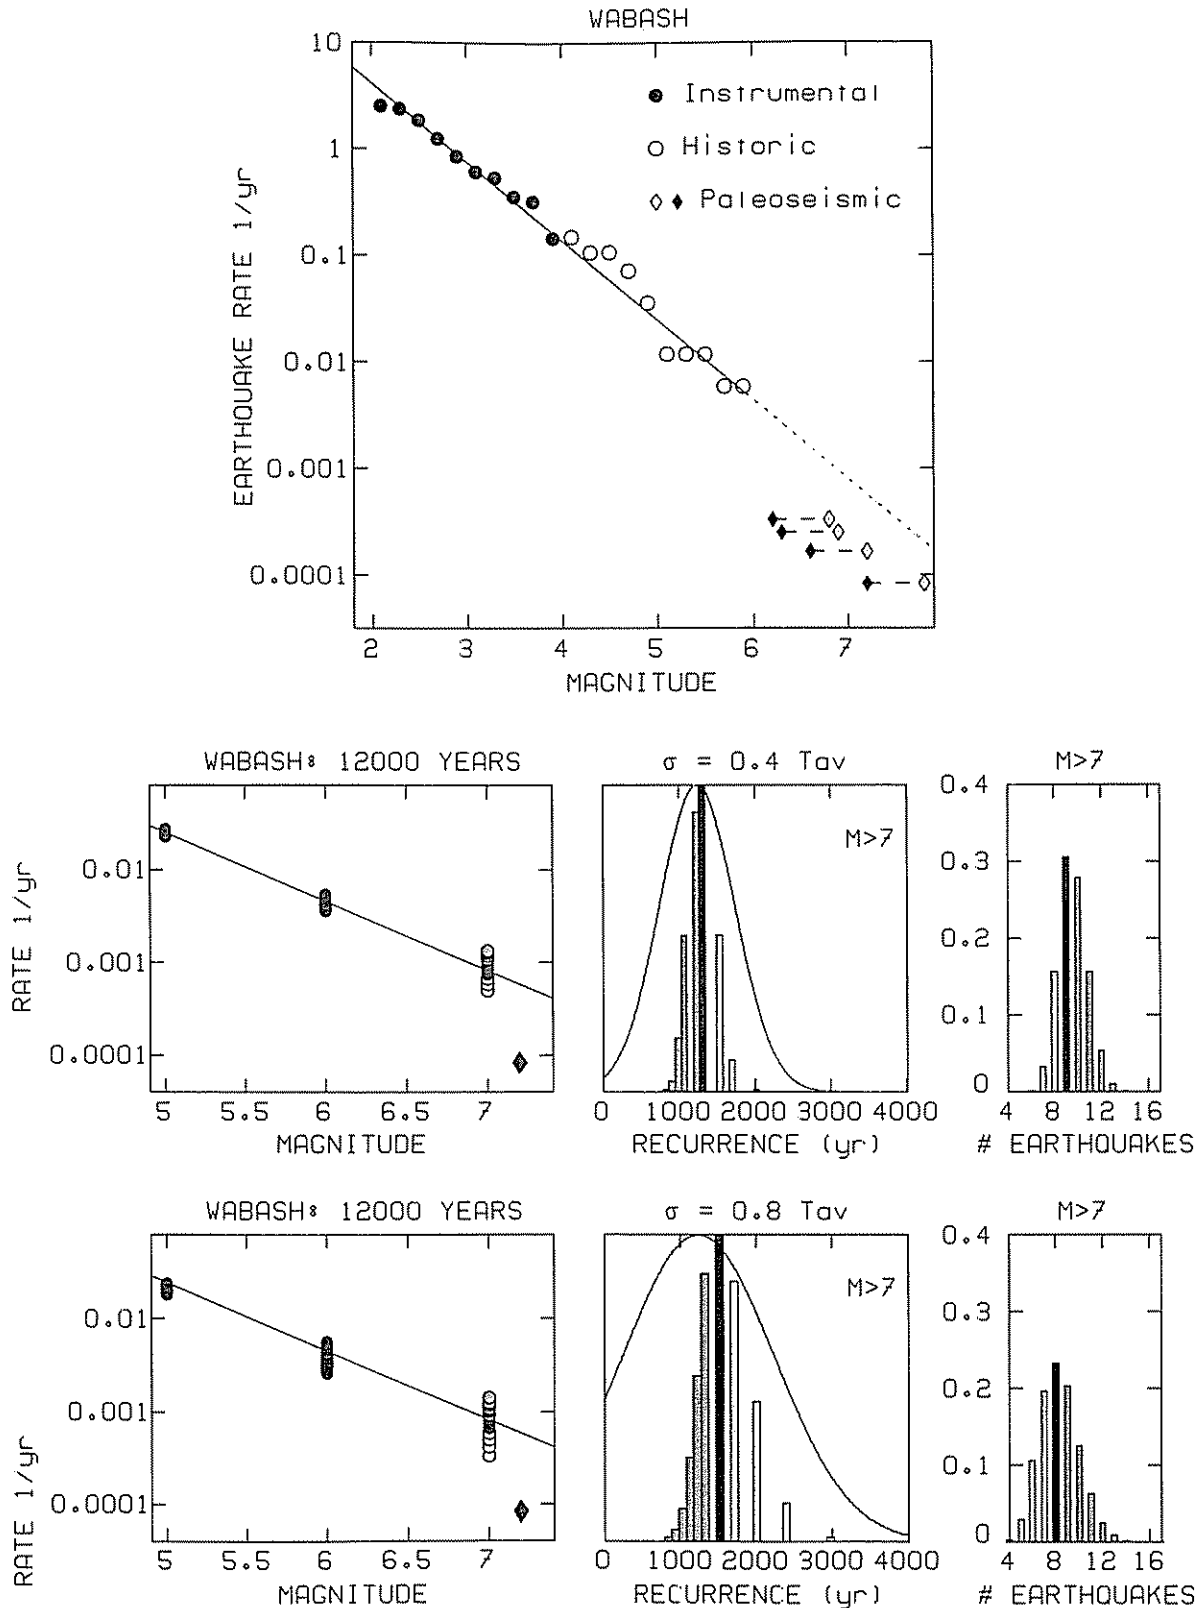 WABASH
10
1
0.1
0.01
0.001
0.0001
EARTHQUAKE RATE 1/yr
● Instrumental
○ Historic
◇ ♦ Paleoseismic
2 3 4 5 6 7
MAGNITUDE
WABASH: 12000 YEARS
0.01
0.001
0.0001
RATE 1/yr
5 5.5 6 6.5 7
MAGNITUDE
σ = 0.4 Tav
M>7
0 1000 2000 3000 4000
RECURRENCE (yr)
M>7
0.4
0.3
0.2
0.1
0
4 8 12 16
# EARTHQUAKES
WABASH: 12000 YEARS
0.01
0.001
0.0001
RATE 1/yr
5 5.5 6 6.5 7
MAGNITUDE
σ = 0.8 Tav
M>7
0 1000 2000 3000 4000
RECURRENCE (yr)
M>7
0.4
0.3
0.2
0.1
0
4 8 12 16
# EARTHQUAKES